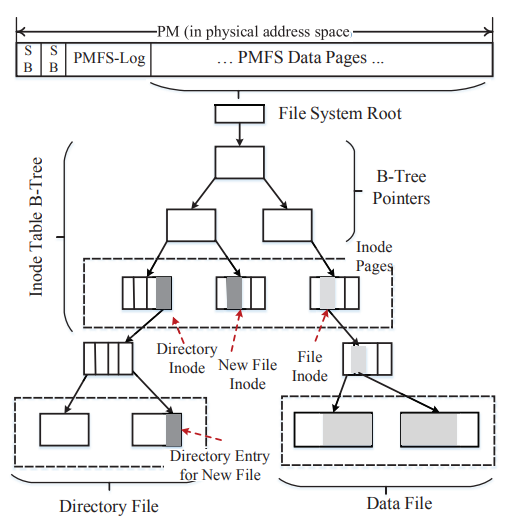 PM (in physical address space)
S
B
S
B
PMFS-Log
... PMFS Data Pages ...
File System Root
Inode Table B-Tree
B-Tree
Pointers
Inode
Pages
Directory
Inode
New File
Inode
File
Inode
Directory Entry
for New File
Directory File
Data File